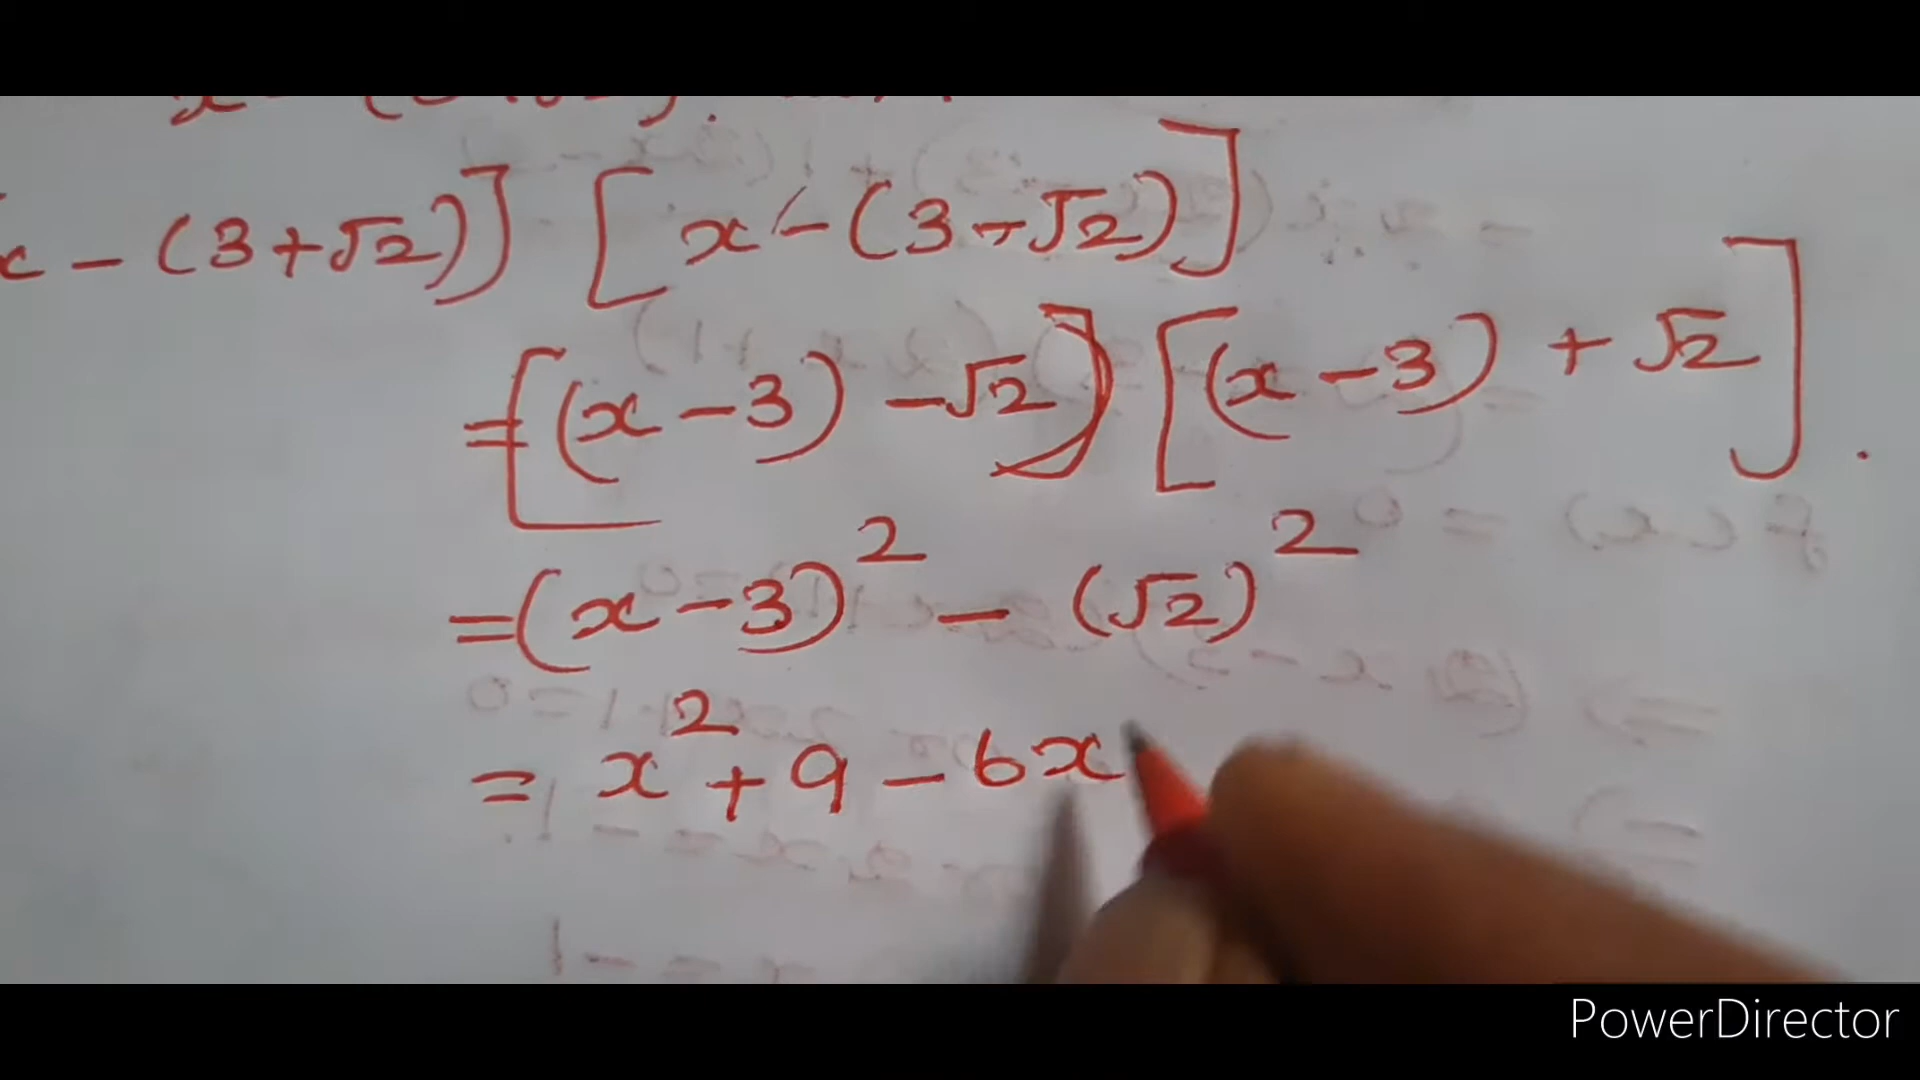 x - (3+√2)] [x - (3-√2)]
=[(x-3) -√2] [(x-3) + √2].
=(x-3)² - (√2)²
= x² + 9 - 6x
PowerDirector